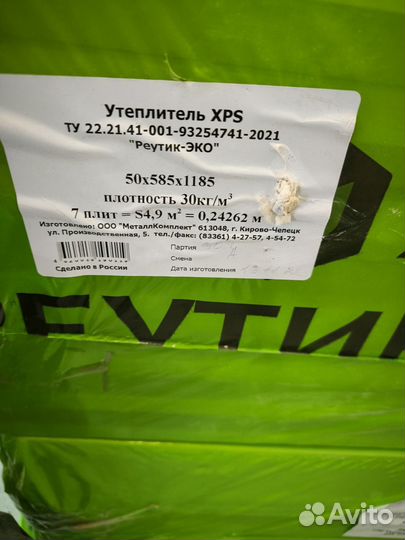 Утеплитель XPS
ТУ 22.21.41-001-93254741-2021
"Реутик-ЭКО"
50х585х1185
плотность 30кг/м³
7 плит = S4,9 м² = 0,24262 м
Изготовлено: ООО "МеталлКомплект" 613048, г. Кирово-Чепецк
ул. Производственная, 5. тел./факс: (83361) 4-27-57, 4-54-72
Партия
Смена
Дата изготовления
Сделано в России
РЕУТИК
Avito